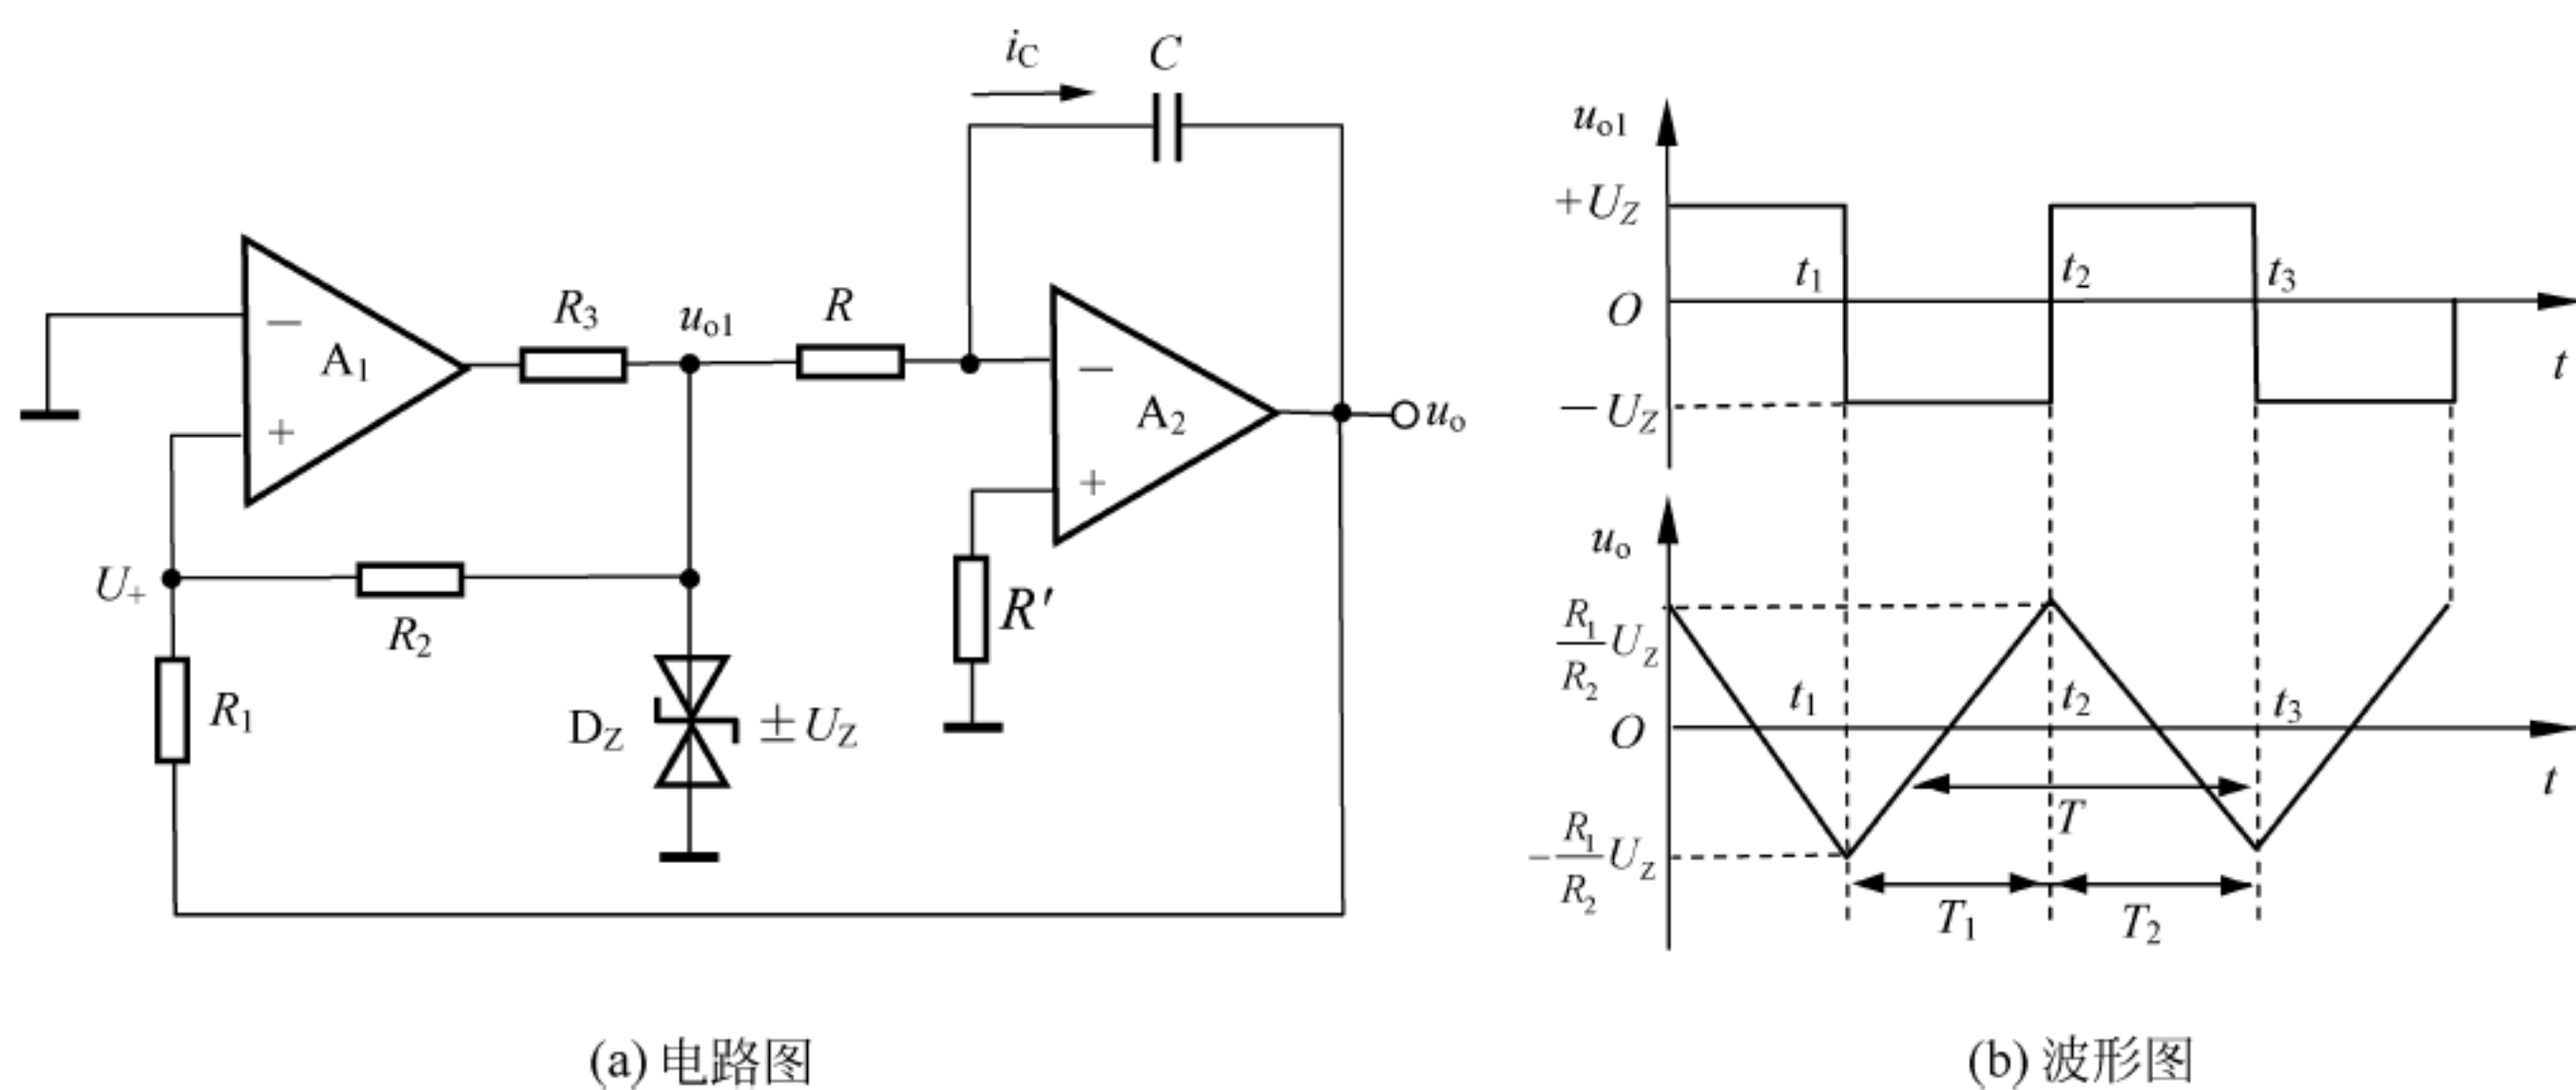 i_C
C
R_3
u_o1
R
−
A_1
+
−
A_2
+
u_o
U_+
R_2
R′
R_1
D_Z
±U_Z
(a) 电路图
u_o1
+U_Z
t_1
t_2
t_3
O
t
−U_Z
u_o
R_1/R_2 U_Z
t_1
t_2
t_3
O
t
T
−R_1/R_2 U_Z
T_1
T_2
(b) 波形图